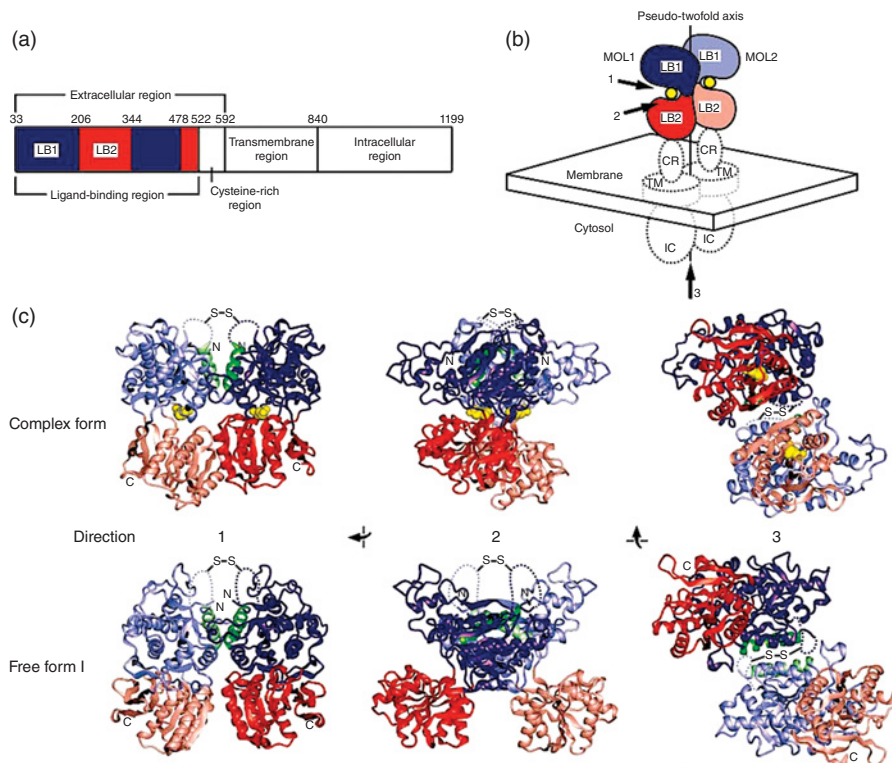 (a)
Extracellular region
33 206 344 478 522 592 840 1199
LB1 LB2 Transmembrane region Intracellular region
Ligand-binding region
Cysteine-rich region
(b)
Pseudo-twofold axis
MOL1 LB1 LB1 MOL2
1
2
LB2 LB2
CR CR
TM TM
Membrane
Cytosol
IC IC
3
(c)
S–S S–S
N N N
S–S
Complex form
C C
C
Direction 1 2 3
S–S S–S
N N N N
C
S–S
Free form I
C C
C